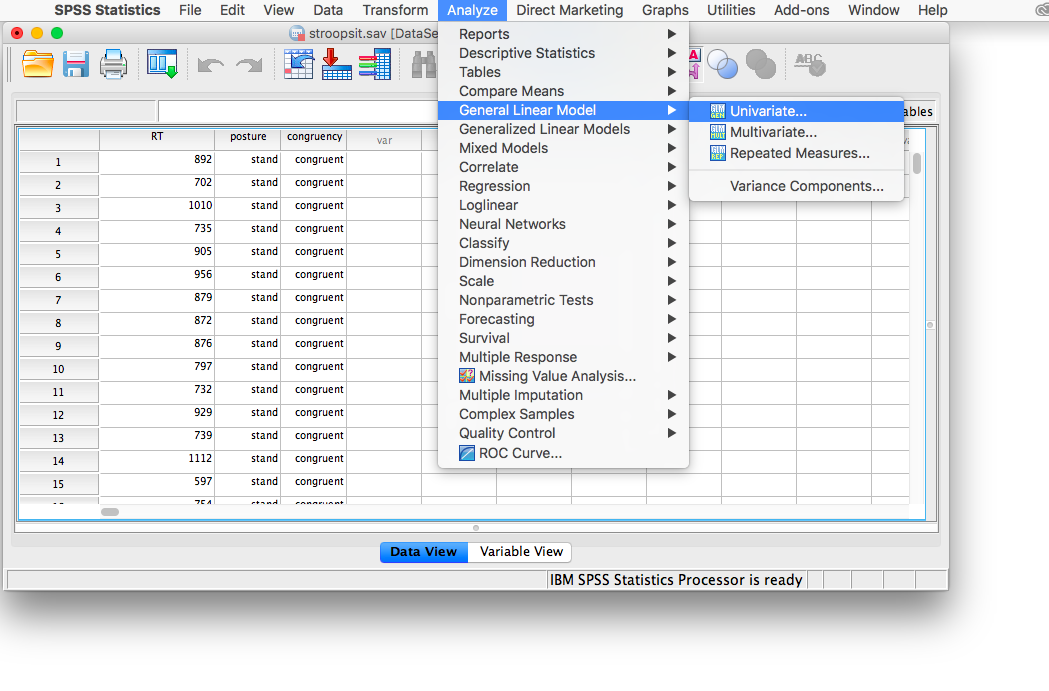 SPSS Statistics File Edit View Data Transform Analyze Direct Marketing Graphs Utilities Add-ons Window Help
stroopsit.sav [DataSe
Reports
Descriptive Statistics
Tables
Compare Means
General Linear Model
Generalized Linear Models
Mixed Models
Correlate
Regression
Loglinear
Neural Networks
Classify
Dimension Reduction
Scale
Nonparametric Tests
Forecasting
Survival
Multiple Response
Missing Value Analysis...
Multiple Imputation
Complex Samples
Quality Control
ROC Curve...
GLM GEN Univariate...
GLM MUL Multivariate...
GLM REP Repeated Measures...
Variance Components...
A
ABC
ables
RT posture congruency var
1 892 stand congruent
2 702 stand congruent
3 1010 stand congruent
4 735 stand congruent
5 905 stand congruent
6 956 stand congruent
7 879 stand congruent
8 872 stand congruent
9 876 stand congruent
10 797 stand congruent
11 732 stand congruent
12 929 stand congruent
13 739 stand congruent
14 1112 stand congruent
15 597 stand congruent
754 stand congruent
Data View Variable View
IBM SPSS Statistics Processor is ready